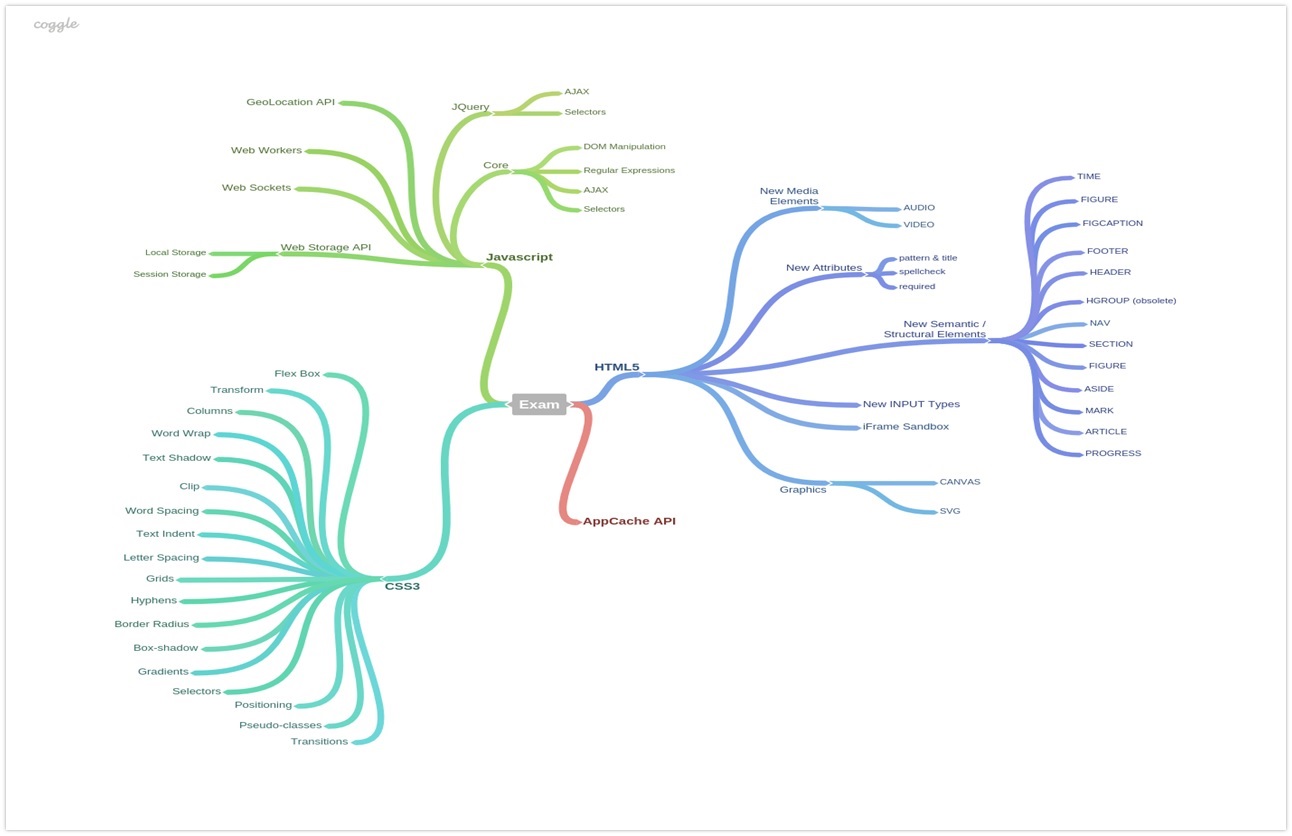 coggle
GeoLocation API
Web Workers
Web Sockets
Web Storage API
Local Storage
Session Storage
JQuery
AJAX
Selectors
Core
DOM Manipulation
Regular Expressions
AJAX
Selectors
Javascript
Exam
HTML5
New Media
Elements
AUDIO
VIDEO
New Attributes
pattern & title
spellcheck
required
New Semantic /
Structural Elements
TIME
FIGURE
FIGCAPTION
FOOTER
HEADER
HGROUP (obsolete)
NAV
SECTION
FIGURE
ASIDE
MARK
ARTICLE
PROGRESS
New INPUT Types
iFrame Sandbox
Graphics
CANVAS
SVG
AppCache API
CSS3
Flex Box
Transform
Columns
Word Wrap
Text Shadow
Clip
Word Spacing
Text Indent
Letter Spacing
Grids
Hyphens
Border Radius
Box-shadow
Gradients
Selectors
Positioning
Pseudo-classes
Transitions